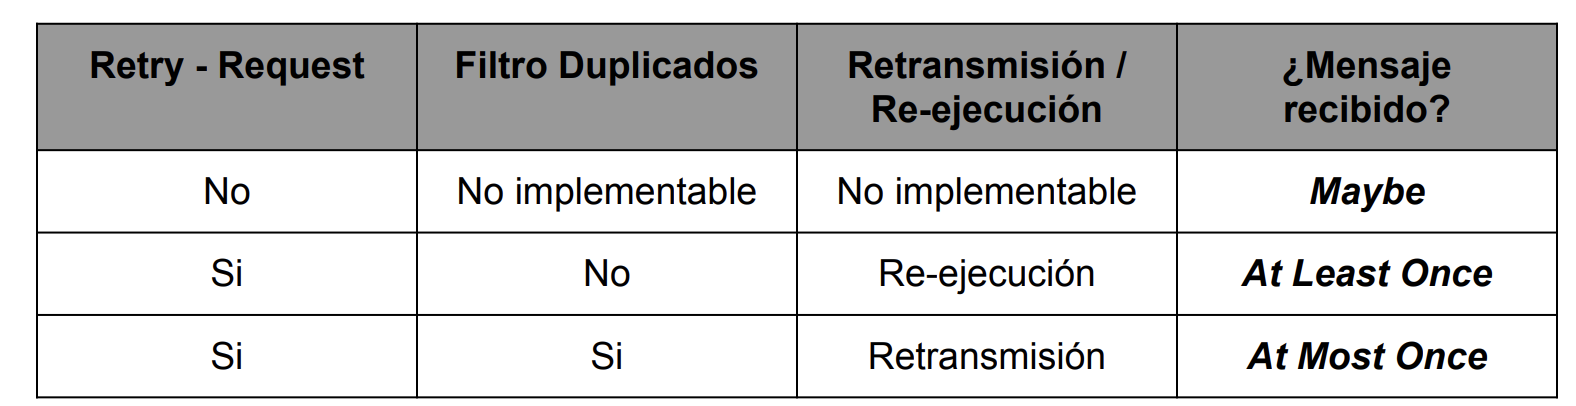 Retry - Request
Filtro Duplicados
Retransmisión /
Re-ejecución
¿Mensaje
recibido?
No
No implementable
No implementable
Maybe
Si
No
Re-ejecución
At Least Once
Si
Si
Retransmisión
At Most Once